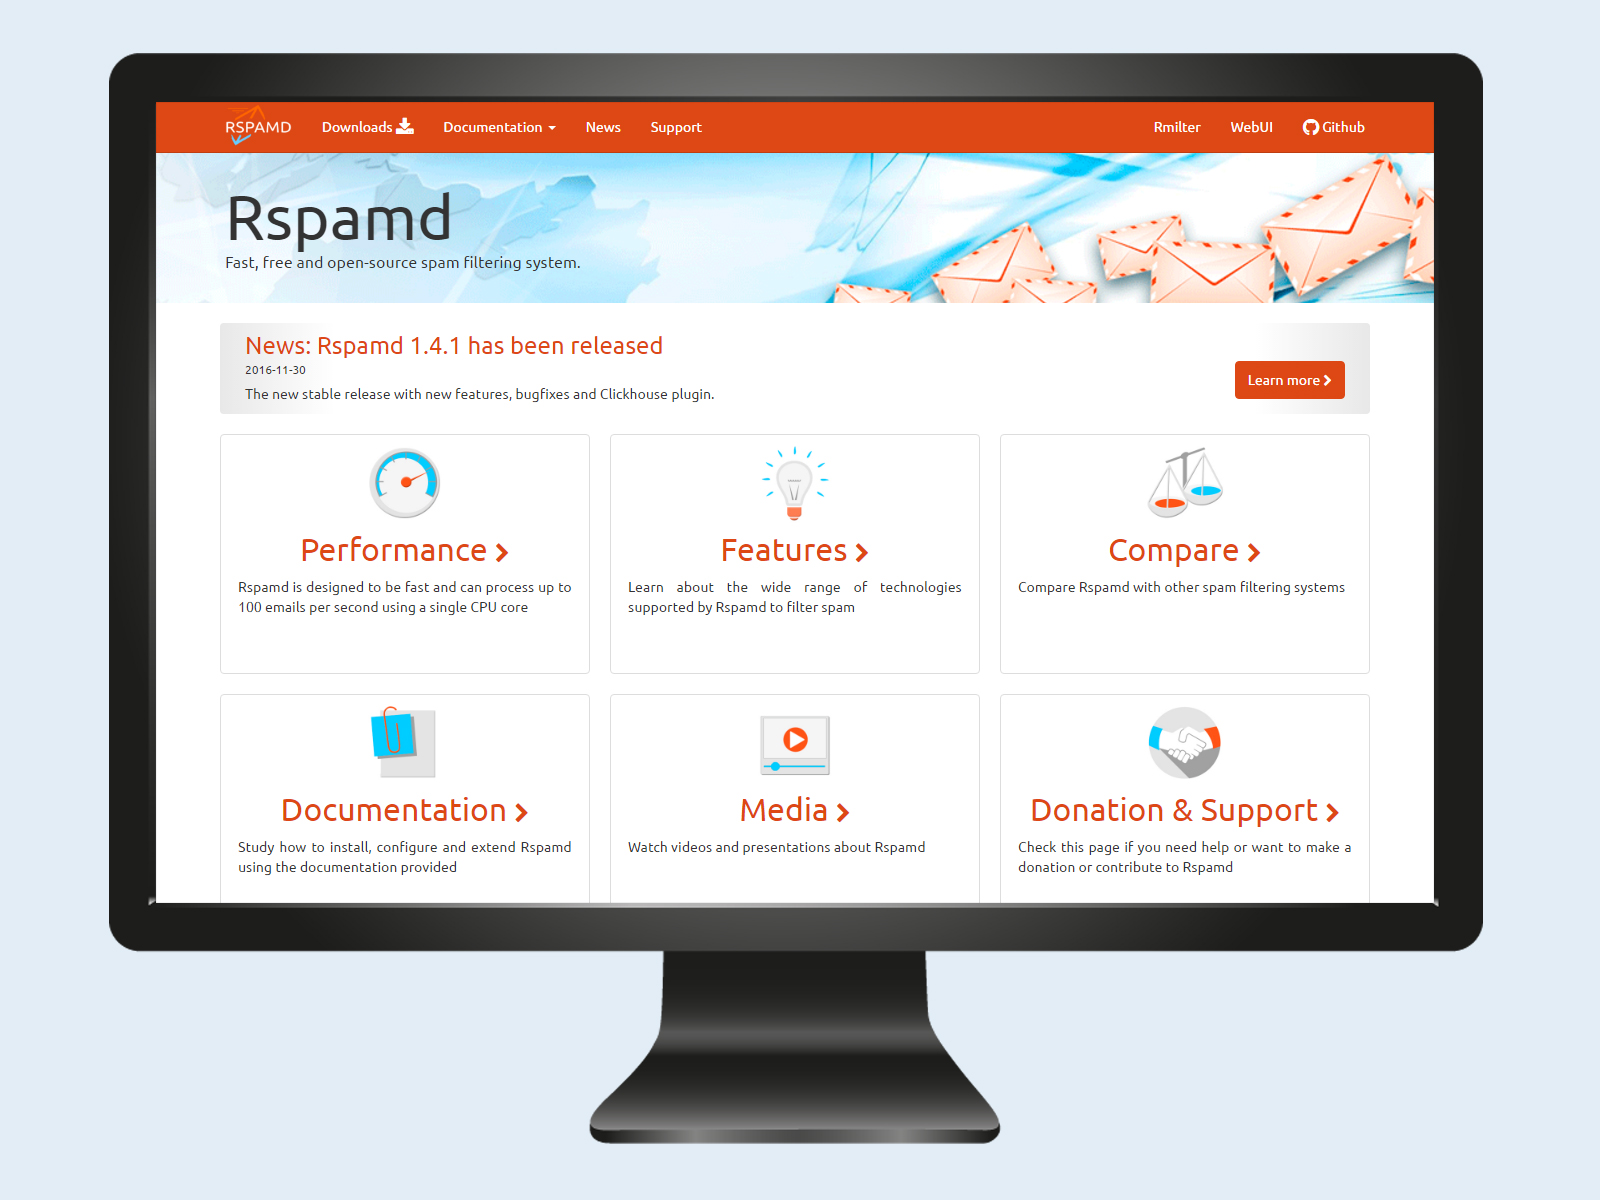 RSPAMD Downloads Documentation News Support Rmilter WebUI Github
Rspamd
Fast, free and open-source spam filtering system.
News: Rspamd 1.4.1 has been released
2016-11-30
The new stable release with new features, bugfixes and Clickhouse plugin.
Learn more
Performance
Rspamd is designed to be fast and can process up to
100 emails per second using a single CPU core
Features
Learn about the wide range of technologies
supported by Rspamd to filter spam
Compare
Compare Rspamd with other spam filtering systems
Documentation
Study how to install, configure and extend Rspamd
using the documentation provided
Media
Watch videos and presentations about Rspamd
Donation & Support
Check this page if you need help or want to make a
donation or contribute to Rspamd